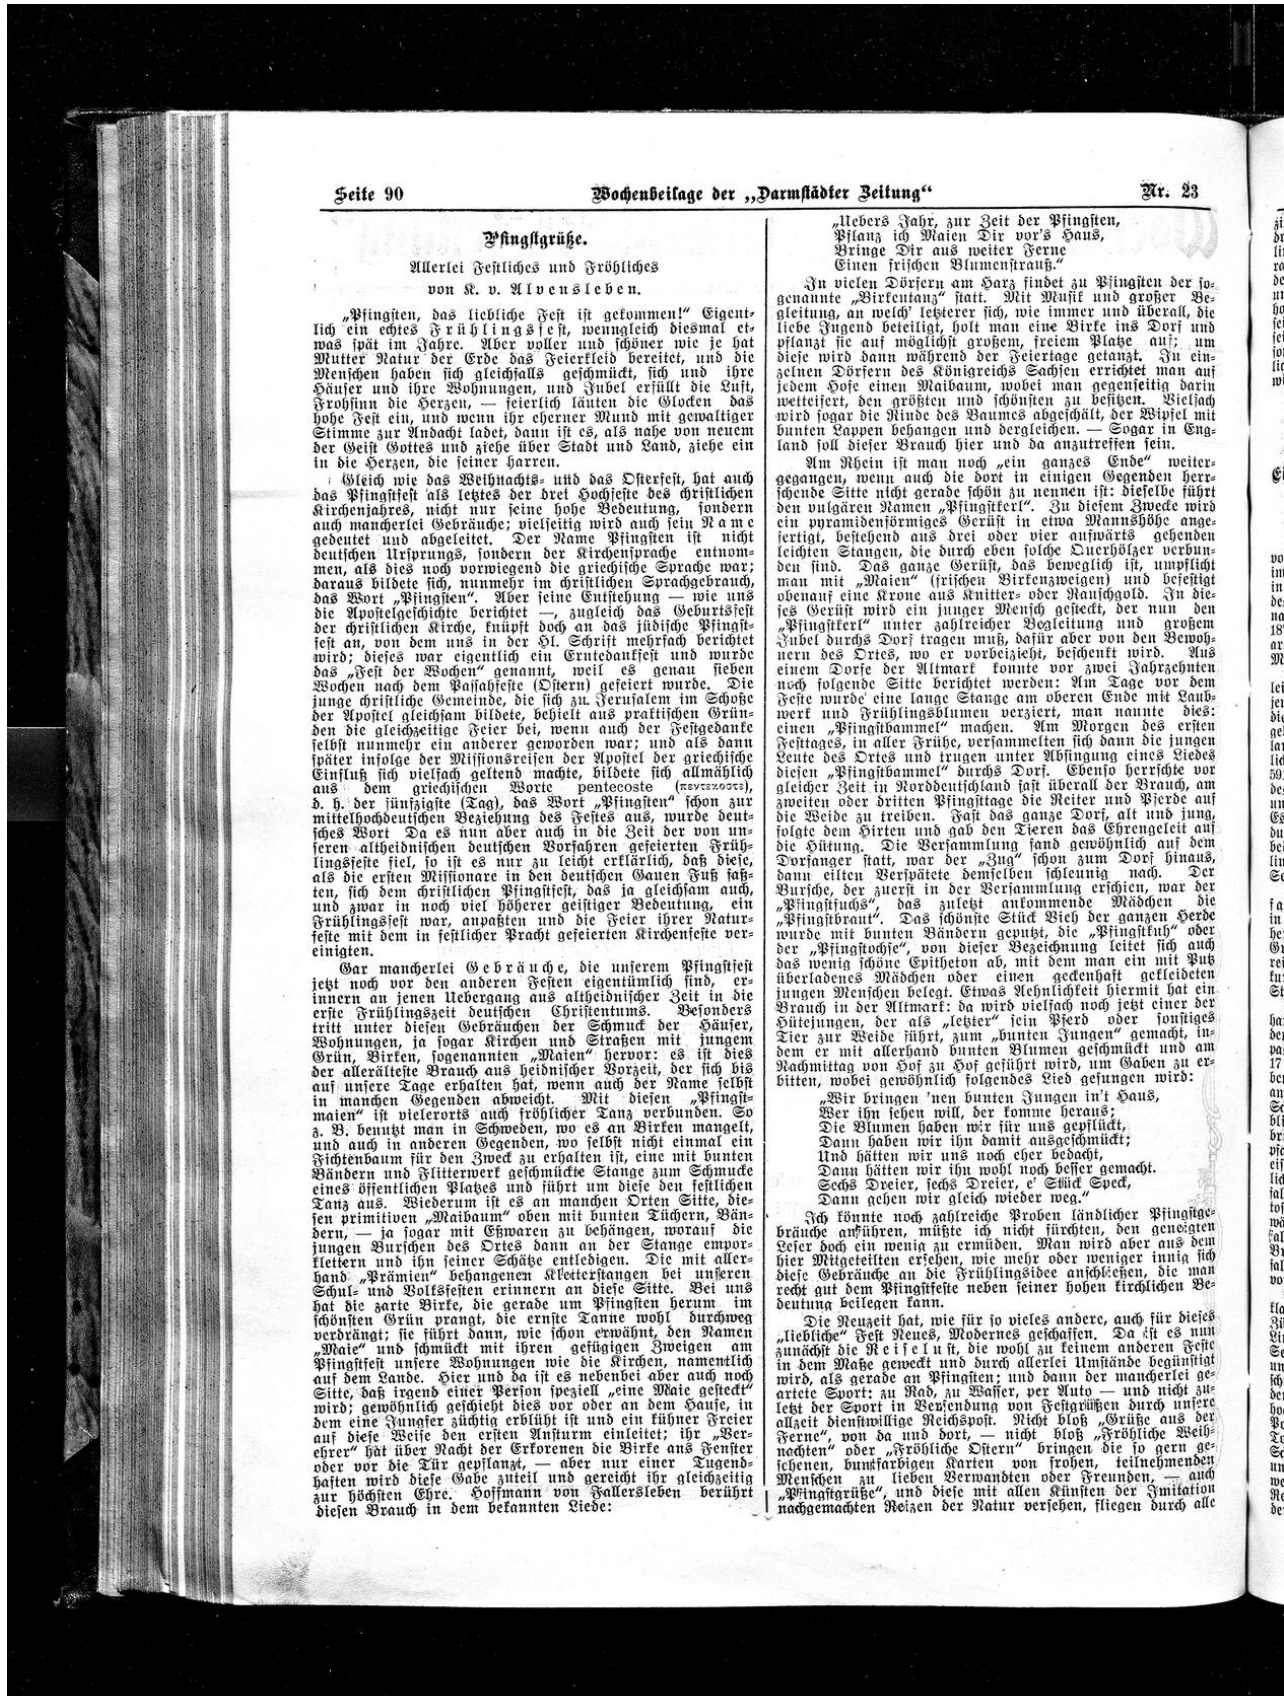 Seite 90
Wochenbeilage der „Darmstädter Zeitung“
Nr. 23
Pfingstgrüße.
Allerlei Festliches und Fröhliches
von K. v. Alvensleben.
„Pfingsten, das liebliche Fest ist gekommen!“ Eigent-
lich ein echtes Frühlingsfest, wenngleich diesmal et-
was spät im Jahre. Aber voller und schöner wie je hat
Mutter Natur der Erde das Feierkleid bereitet, und die
Menschen haben sich gleichfalls geschmückt, sich und ihre
Häuser und ihre Wohnungen, und Jubel erfüllt die Luft,
Frohsinn die Herzen, — feierlich läuten die Glocken das
hohe Fest ein, und wenn ihr eherner Mund mit gewaltiger
Stimme zur Andacht ladet, dann ist es, als nahe von neuem
der Geist Gottes und ziehe über Stadt und Land, ziehe ein
in die Herzen, die seiner harren.
Gleich wie das Weihnachts- und das Osterfest, hat auch
das Pfingstfest als letztes der drei Hochfeste des christlichen
Kirchenjahres, nicht nur seine hohe Bedeutung, sondern
auch mancherlei Gebräuche; vielseitig wird auch sein Name
gedeutet und abgeleitet. Der Name Pfingsten ist nicht
deutschen Ursprungs, sondern der Kirchensprache entnom-
men, als dies noch vorwiegend die griechische Sprache war;
daraus bildete sich, nunmehr im christlichen Sprachgebrauch,
das Wort „Pfingsten“. Aber seine Entstehung — wie uns
die Apostelgeschichte berichtet —, zugleich das Geburtsfest
der christlichen Kirche, knüpft doch an das jüdische Pfingst-
fest an, von dem uns in der Hl. Schrift mehrfach berichtet
wird; dieses war eigentlich ein Erntedankfest und wurde
das „Fest der Wochen“ genannt, weil es genau sieben
Wochen nach dem Passahfeste (Ostern) gefeiert wurde. Die
junge christliche Gemeinde, die sich zu Jerusalem im Schoße
der Apostel gleichsam bildete, behielt aus praktischen Grün-
den die gleichzeitige Feier bei, wenn auch der Festgedanke
selbst nunmehr ein anderer geworden war; und als dann
später infolge der Missionsreisen der Apostel der griechische
Einfluß sich vielfach geltend machte, bildete sich allmählich
aus dem griechischen Worte pentecoste (πεντεκοστε),
d. h. der fünfzigste (Tag), das Wort „Pfingsten“ schon zur
mittelhochdeutschen Beziehung des Festes aus, wurde deut-
sches Wort Da es nun aber auch in die Zeit der von un-
seren altheidnischen deutschen Vorfahren gefeierten Früh-
lingsfeste fiel, so ist es nur zu leicht erklärlich, daß diese,
als die ersten Missionare in den deutschen Gauen Fuß faß-
ten, sich dem christlichen Pfingstfest, das ja gleichsam auch,
und zwar in noch viel höherer geistiger Bedeutung, ein
Frühlingsfest war, anpaßten und die Feier ihrer Natur-
feste mit dem in festlicher Pracht gefeierten Kirchenfeste ver-
einigten.
Gar mancherlei Gebräuche, die unserem Pfingstfest
jetzt noch vor den anderen Festen eigentümlich sind, er-
innern an jenen Uebergang aus altheidnischer Zeit in die
erste Frühlingszeit deutschen Christentums. Besonders
tritt unter diesen Gebräuchen der Schmuck der Häuser,
Wohnungen, ja sogar Kirchen und Straßen mit jungem
Grün, Birken, sogenannten „Maien“ hervor: es ist dies
der allerälteste Brauch aus heidnischer Vorzeit, der sich bis
auf unsere Tage erhalten hat, wenn auch der Name selbst
in manchen Gegenden abweicht. Mit diesen „Pfingst-
maien“ ist vielerorts auch fröhlicher Tanz verbunden. So
z. B. benutzt man in Schweden, wo es an Birken mangelt,
und auch in anderen Gegenden, wo selbst nicht einmal ein
Fichtenbaum für den Zweck zu erhalten ist, eine mit bunten
Bändern und Flitterwerk geschmückte Stange zum Schmucke
eines öffentlichen Platzes und führt um diese den festlichen
Tanz aus. Wiederum ist es an manchen Orten Sitte, die-
sen primitiven „Maibaum“ oben mit bunten Tüchern, Bän-
dern, — ja sogar mit Eßwaren zu behängen, worauf die
jungen Burschen des Ortes dann an der Stange empor-
klettern und ihn seiner Schätze entledigen. Die mit aller-
hand „Prämien“ behangenen Kletterstangen bei unseren
Schul- und Volksfesten erinnern an diese Sitte. Bei uns
hat die zarte Birke, die gerade um Pfingsten herum im
schönsten Grün prangt, die ernste Tanne wohl durchweg
verdrängt; sie führt dann, wie schon erwähnt, den Namen
„Maie“ und schmückt mit ihren gefügigen Zweigen am
Pfingstfest unsere Wohnungen wie die Kirchen, namentlich
auf dem Lande. Hier und da ist es nebenbei aber auch noch
Sitte, daß irgend einer Person speziell „eine Maie gesteckt“
wird; gewöhnlich geschieht dies vor oder an dem Hause, in
dem eine Jungfer züchtig erblüht ist und ein kühner Freier
auf diese Weise den ersten Ansturm einleitet; ihr „Ver-
ehrer“ hat über Nacht der Erkorenen die Birke ans Fenster
oder vor die Tür gepflanzt, — aber nur einer Tugend-
haften wird diese Gabe zuteil und gereicht ihr gleichzeitig
zur höchsten Ehre. Hoffmann von Fallersleben berührt
diesen Brauch in dem bekannten Liede:
„Uebers Jahr, zur Zeit der Pfingsten,
Pflanz ich Maien Dir vor's Haus,
Bringe Dir aus weiter Ferne
Einen frischen Blumenstrauß.“
In vielen Dörfern am Harz findet zu Pfingsten der so-
genannte „Birkentanz“ statt. Mit Musik und großer Be-
gleitung, an welch' letzterer sich, wie immer und überall, die
liebe Jugend beteiligt, holt man eine Birke ins Dorf und
pflanzt sie auf möglichst großem, freiem Platze auf; um
diese wird dann während der Feiertage getanzt. In ein-
zelnen Dörfern des Königreichs Sachsen errichtet man auf
jedem Hofe einen Maibaum, wobei man gegenseitig darin
wetteifert, den größten und schönsten zu besitzen. Vielfach
wird sogar die Rinde des Baumes abgeschält, der Wipfel mit
bunten Lappen behangen und dergleichen. — Sogar in Eng-
land soll dieser Brauch hier und da anzutreffen sein.
Am Rhein ist man noch „ein ganzes Ende“ weiter-
gegangen, wenn auch die dort in einigen Gegenden herr-
schende Sitte nicht gerade schön zu nennen ist: dieselbe führt
den vulgären Namen „Pfingstkerl“. Zu diesem Zwecke wird
ein pyramidenförmiges Gerüst in etwa Mannshöhe ange-
fertigt, bestehend aus drei oder vier aufwärts gehenden
leichten Stangen, die durch eben solche Querhölzer verbun-
den sind. Das ganze Gerüst, das beweglich ist, umpflicht
man mit „Maien“ (frischen Birkenzweigen) und befestigt
obenauf eine Krone aus Knitter- oder Rauschgold. In die-
ses Gerüst wird ein junger Mensch gesteckt, der nun den
„Pfingstkerl“ unter zahlreicher Begleitung und großem
Jubel durchs Dorf tragen muß, dafür aber von den Bewoh-
nern des Ortes, wo er vorbeizieht, beschenkt wird. Aus
einem Dorfe der Altmark konnte vor zwei Jahrzehnten
noch folgende Sitte berichtet werden: Am Tage vor dem
Feste wurde eine lange Stange am oberen Ende mit Laub-
werk und Frühlingsblumen verziert, man nannte dies:
einen „Pfingstbammel“ machen. Am Morgen des ersten
Festtages, in aller Frühe, versammelten sich dann die jungen
Leute des Ortes und trugen unter Absingung eines Liedes
diesen „Pfingstbammel“ durchs Dorf. Ebenso herrschte vor
gleicher Zeit in Norddeutschland fast überall der Brauch, am
zweiten oder dritten Pfingsttage die Reiter und Pferde auf
die Weide zu treiben. Fast das ganze Dorf, alt und jung,
folgte dem Hirten und gab den Tieren das Ehrengeleit auf
die Hütung. Die Versammlung fand gewöhnlich auf dem
Dorfanger statt, war der „Zug“ schon zum Dorf hinaus,
dann eilten Verspätete demselben schleunig nach. Der
Bursche, der zuerst in der Versammlung erschien, war der
„Pfingstfuchs“, das zuletzt ankommende Mädchen die
„Pfingstbraut“. Das schönste Stück Vieh der ganzen Herde
wurde mit bunten Bändern geputzt, die „Pfingstkuh“ oder
der „Pfingstochse“, von dieser Bezeichnung leitet sich auch
das wenig schöne Epitheton ab, mit dem man ein mit Putz
überladenes Mädchen oder einen geckenhaft gekleideten
jungen Menschen belegt. Etwas Aehnlichkeit hiermit hat ein
Brauch in der Altmark: da wird vielfach noch jetzt einer der
Hütejungen, der als „letzter“ sein Pferd oder sonstiges
Tier zur Weide führt, zum „bunten Jungen“ gemacht, in-
dem er mit allerhand bunten Blumen geschmückt und am
Nachmittag von Hof zu Hof geführt wird, um Gaben zu er-
bitten, wobei gewöhnlich folgendes Lied gesungen wird:
„Wir bringen 'nen bunten Jungen in't Haus,
Wer ihn sehen will, der komme heraus;
Die Blumen haben wir für uns gepflückt,
Dann haben wir ihn damit ausgeschmückt;
Und hätten wir uns noch eher bedacht,
Dann hätten wir ihn wohl noch besser gemacht.
Sechs Dreier, sechs Dreier, e' Stück Speck,
Dann gehen wir gleich wieder weg.“
Ich könnte noch zahlreiche Proben ländlicher Pfingstge-
bräuche anführen, müßte ich nicht fürchten, den geneigten
Leser doch ein wenig zu ermüden. Man wird aber aus dem
hier Mitgeteilten ersehen, wie mehr oder weniger innig sich
diese Gebräuche an die Frühlingsidee anschließen, die man
recht gut dem Pfingstfeste neben seiner hohen kirchlichen Be-
deutung beilegen kann.
Die Neuzeit hat, wie für so vieles andere, auch für dieses
„liebliche“ Fest Neues, Modernes geschaffen. Da ist es nun
zunächst die Reiselust, die wohl zu keinem anderen Feste
in dem Maße geweckt und durch allerlei Umstände begünstigt
wird, als gerade an Pfingsten; und dann der mancherlei ge-
artete Sport: zu Rad, zu Wasser, per Auto — und nicht zu-
letzt der Sport in Versendung von Festgrüßen durch unsere
allzeit dienstwillige Reichspost. Nicht bloß „Grüße aus der
Ferne“, von da und dort, — nicht bloß „Fröhliche Weih-
nachten“ oder „Fröhliche Ostern“ bringen die so gern ge-
sehenen, buntfarbigen Karten von frohen, teilnehmenden
Menschen zu lieben Verwandten oder Freunden, — auch
„Pfingstgrüße“, und diese mit allen Künsten der Imitation
nachgemachten Reizen der Natur versehen, fliegen durch alle